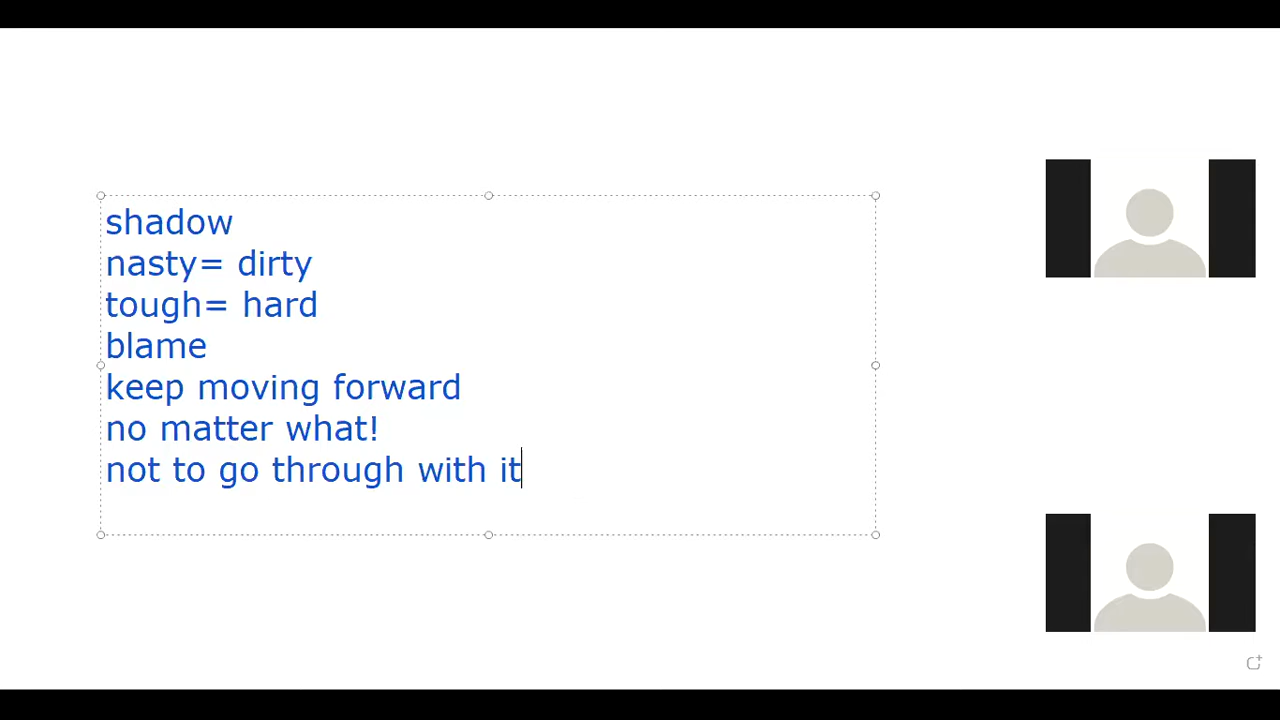 shadow
nasty= dirty
tough= hard
blame
keep moving forward
no matter what!
not to go through with it